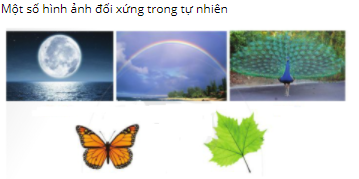 Một số hình ảnh đối xứng trong tự nhiên